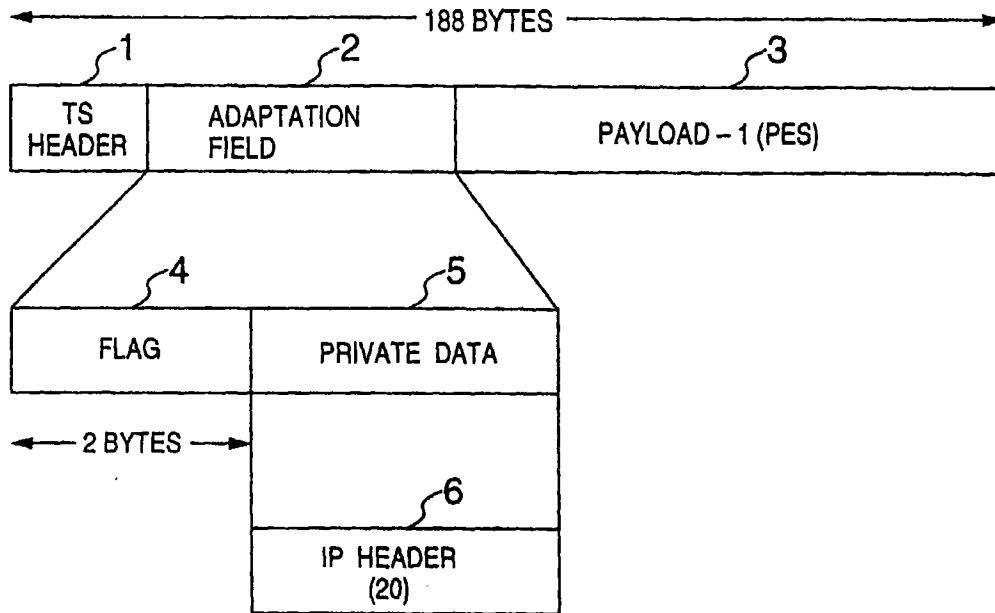 188 BYTES
1 2 3
TS HEADER
ADAPTATION FIELD
PAYLOAD – 1 (PES)
4 5
FLAG
PRIVATE DATA
2 BYTES
6
IP HEADER
(20)